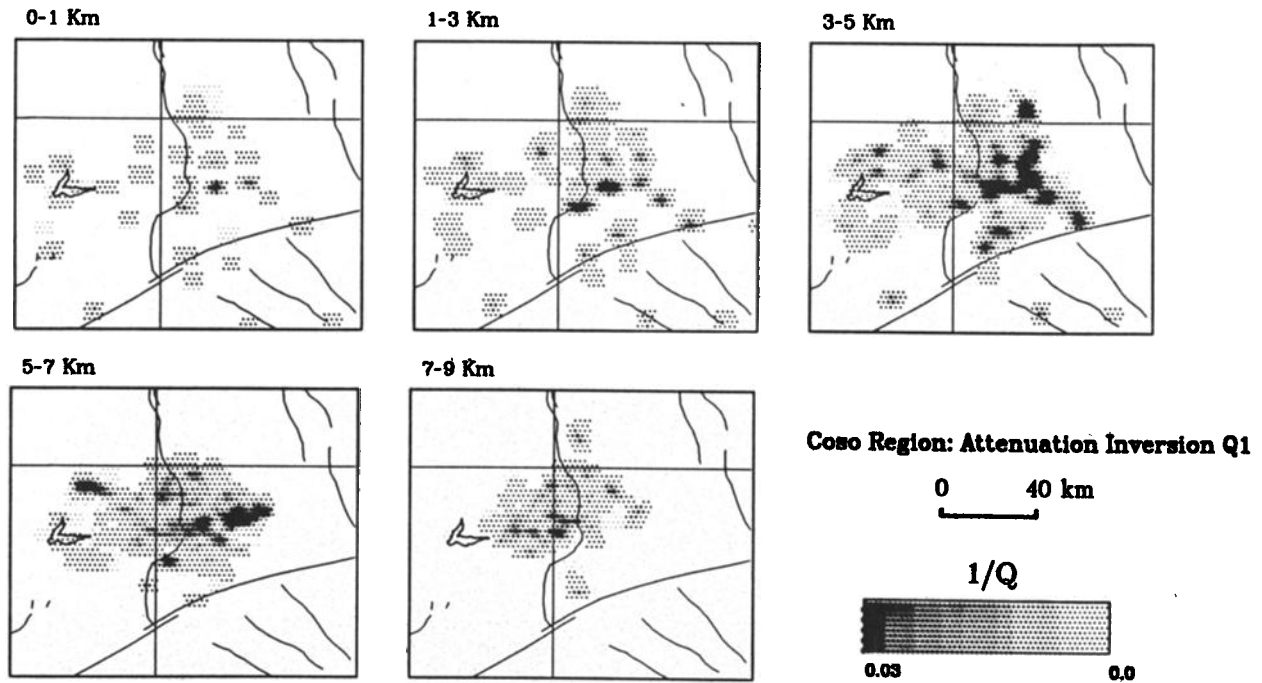 0-1 Km
1-3 Km
3-5 Km
5-7 Km
7-9 Km
Coso Region: Attenuation Inversion Q1
0 40 km
1/Q
0.03 0.0